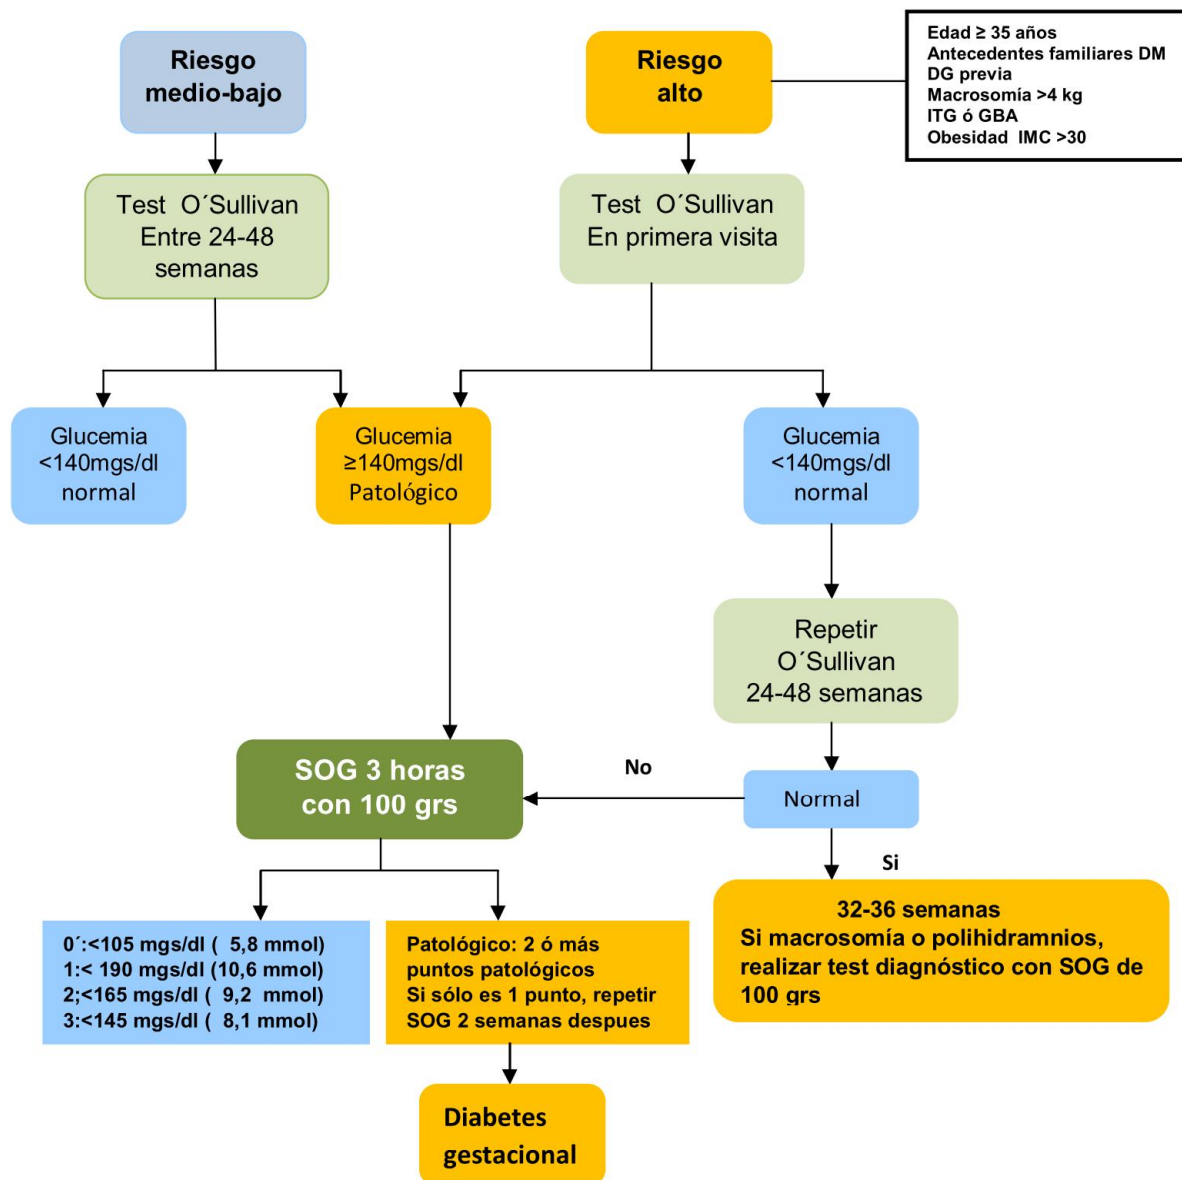 Edad ≥ 35 años
Antecedentes familiares DM
DG previa
Macrosomía >4 kg
ITG ó GBA
Obesidad IMC >30
Riesgo
medio-bajo
Riesgo
alto
Test O´Sullivan
Entre 24-48
semanas
Test O´Sullivan
En primera visita
Glucemia
<140mgs/dl
normal
Glucemia
≥140mgs/dl
Patológico
Glucemia
<140mgs/dl
normal
Repetir
O´Sullivan
24-48 semanas
SOG 3 horas
con 100 grs
No
Normal
Si
0´:<105 mgs/dl ( 5,8 mmol)
1:< 190 mgs/dl (10,6 mmol)
2;<165 mgs/dl ( 9,2 mmol)
3:<145 mgs/dl ( 8,1 mmol)
Patológico: 2 ó más
puntos patológicos
Si sólo es 1 punto, repetir
SOG 2 semanas despues
32-36 semanas
Si macrosomía o polihidramnios,
realizar test diagnóstico con SOG de
100 grs
Diabetes
gestacional